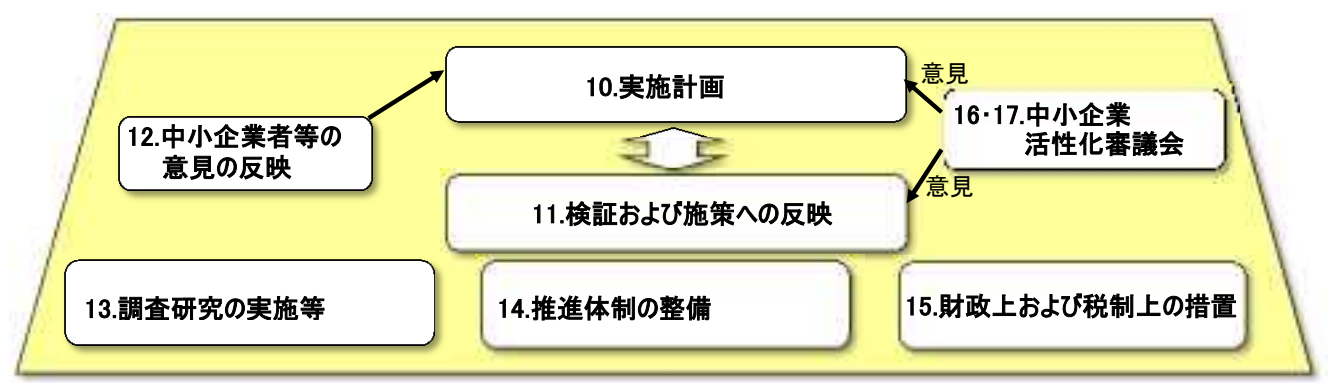 10.実施計画
意見
12.中小企業者等の
意見の反映
16・17.中小企業
活性化審議会
意見
11.検証および施策への反映
13.調査研究の実施等
14.推進体制の整備
15.財政上および税制上の措置